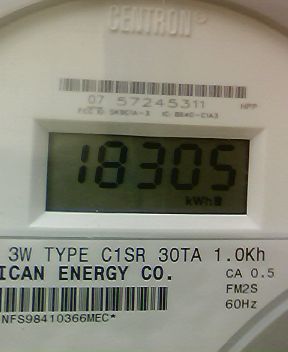 CENTRON®
07 57245311
18305
kWh
3W TYPE C1SR 30TA 1.0Kh
ICAN ENERGY CO.
CA 0.5
FM2S
60Hz
NFS98410366MEC*